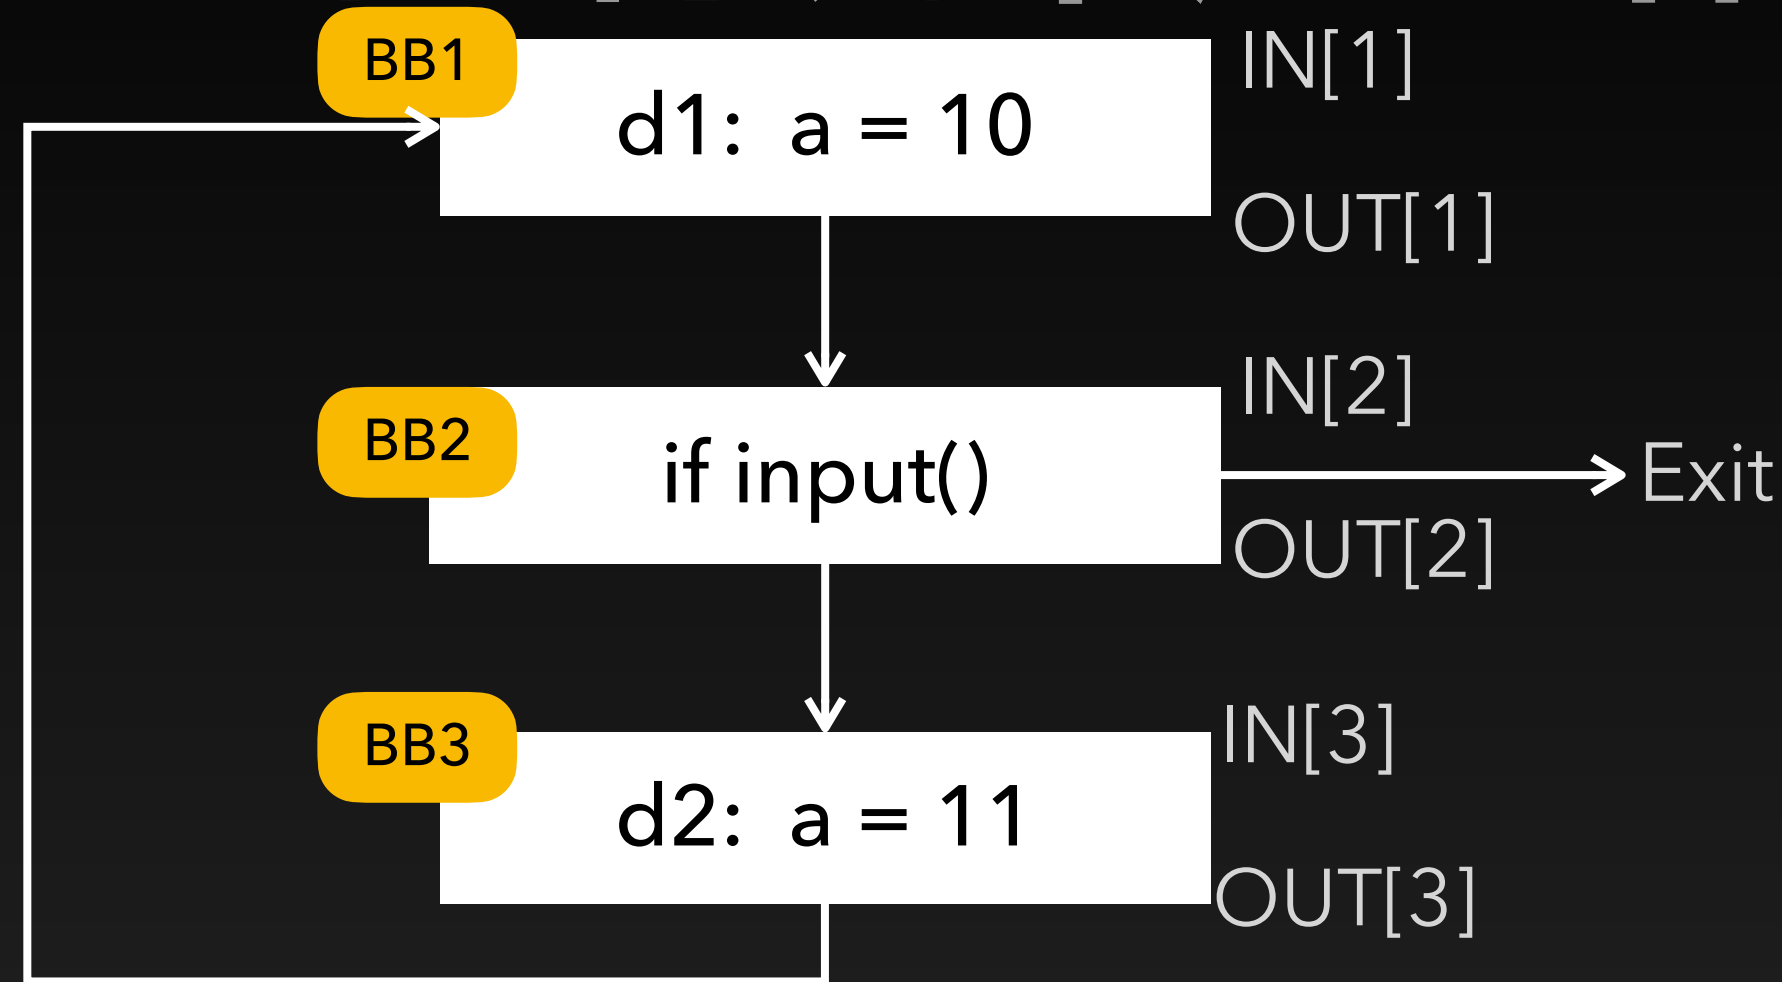 BB1
IN[1]
d1: a = 10
OUT[1]
IN[2]
BB2
if input()
Exit
OUT[2]
IN[3]
BB3
d2: a = 11
OUT[3]